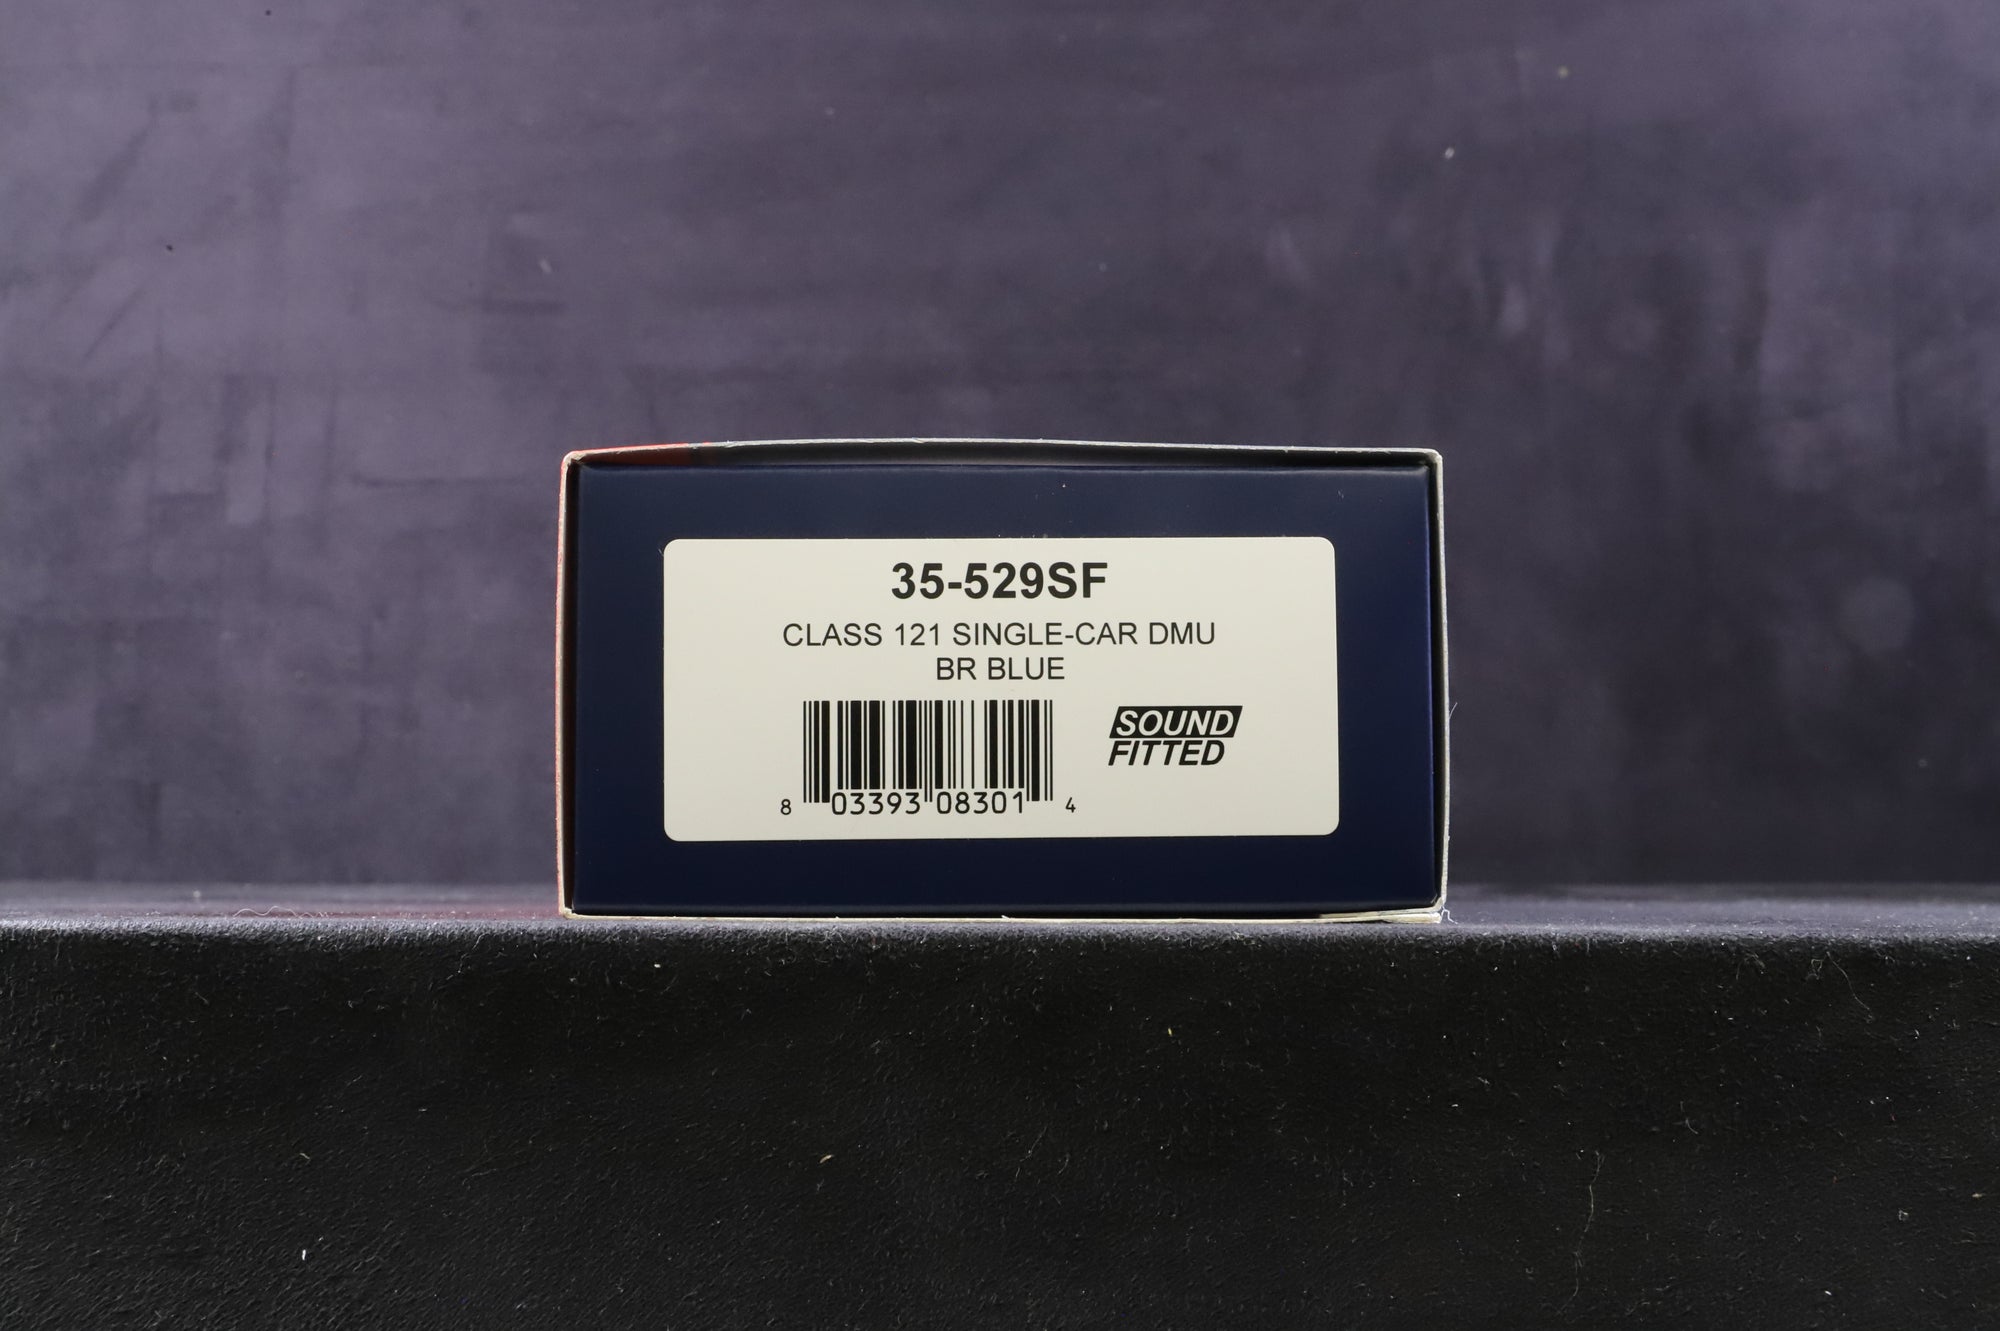 35-529SF
CLASS 121 SINGLE-CAR DMU
BR BLUE
SOUND
FITTED
8 03393 08301 4